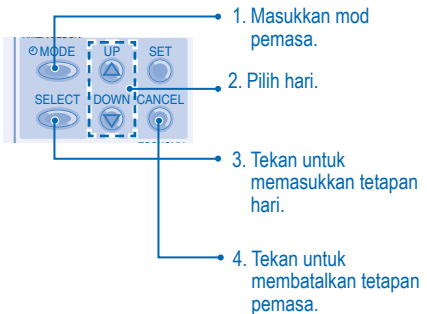 1. Masukkan mod
pemasa.
MODE UP SET
2. Pilih hari.
SELECT DOWN CANCEL
3. Tekan untuk
memasukkan tetapan
hari.
4. Tekan untuk
membatalkan tetapan
pemasa.